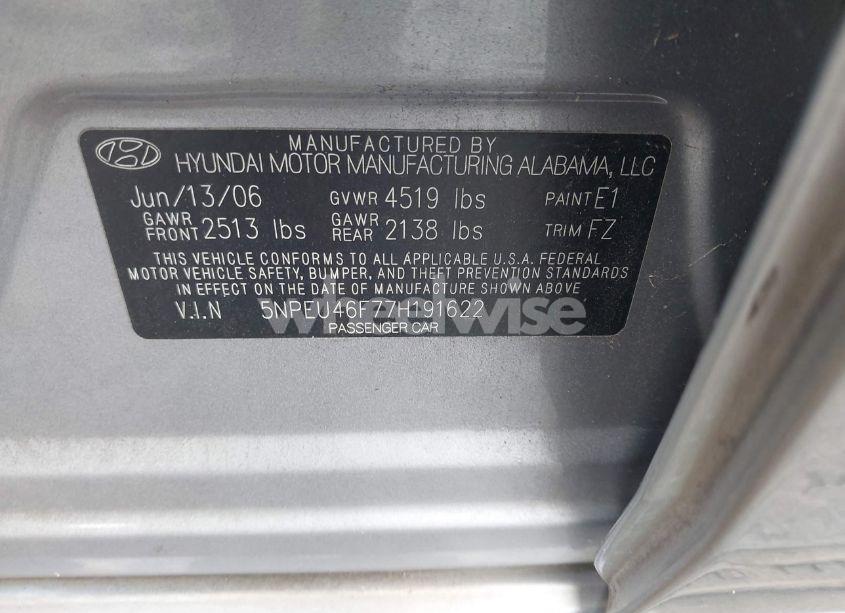 MANUFACTURED BY
HYUNDAI MOTOR MANUFACTURING ALABAMA, LLC
Jun/13/06 GVWR 4519 lbs PAINT E1
GAWR FRONT 2513 lbs GAWR REAR 2138 lbs TRIM FZ
THIS VEHICLE CONFORMS TO ALL APPLICABLE U.S.A. FEDERAL
MOTOR VEHICLE SAFETY, BUMPER, AND THEFT PREVENTION STANDARDS
IN EFFECT ON THE DATE OF MANUFACTURE SHOWN ABOVE
V.I.N 5NPEU46F77H191622
wheelwise
PASSENGER CAR